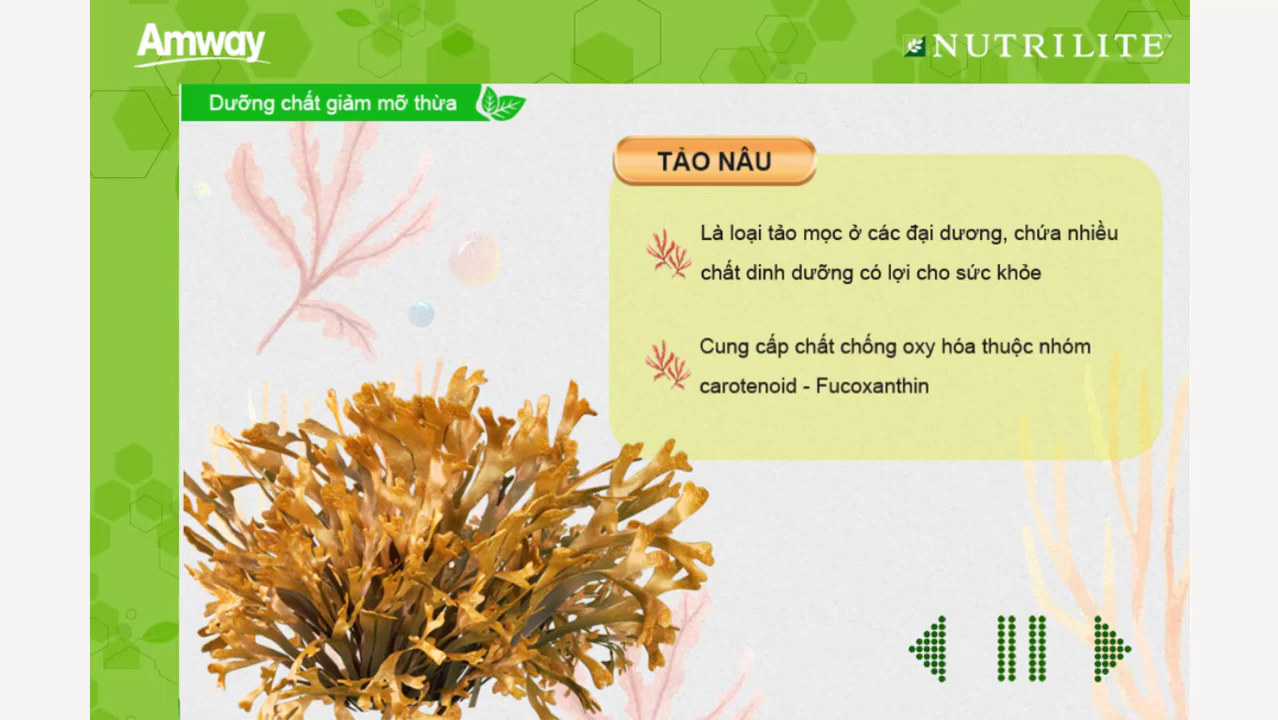 Amway
NUTRILITE™
Dưỡng chất giảm mỡ thừa
TẢO NÂU
Là loại tảo mọc ở các đại dương, chứa nhiều
chất dinh dưỡng có lợi cho sức khỏe
Cung cấp chất chống oxy hóa thuộc nhóm
carotenoid - Fucoxanthin